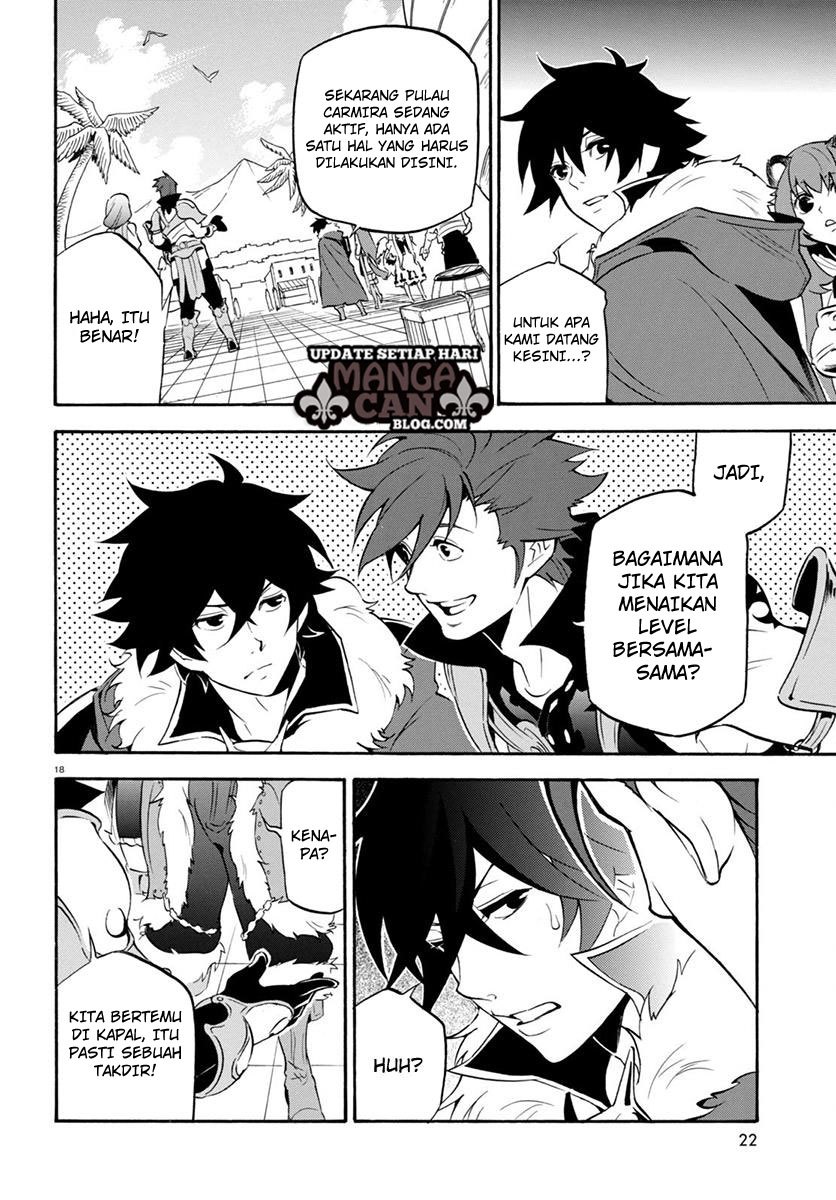 UNTUK APA
KAMI DATANG
KESINI...?
SEKARANG PULAU
CARMIRA SEDANG
AKTIF, HANYA ADA
SATU HAL YANG HARUS
DILAKUKAN DISINI.
HAHA, ITU
BENAR!
UPDATE SETIAP HARI
MANGA
CAN
BLOG.COM
JADI,
BAGAIMANA
JIKA KITA
MENAIKAN
LEVEL
BERSAMA-
SAMA?
18
HUH?
KENA-
PA?
KITA BERTEMU
DI KAPAL, ITU
PASTI SEBUAH
TAKDIR!
22